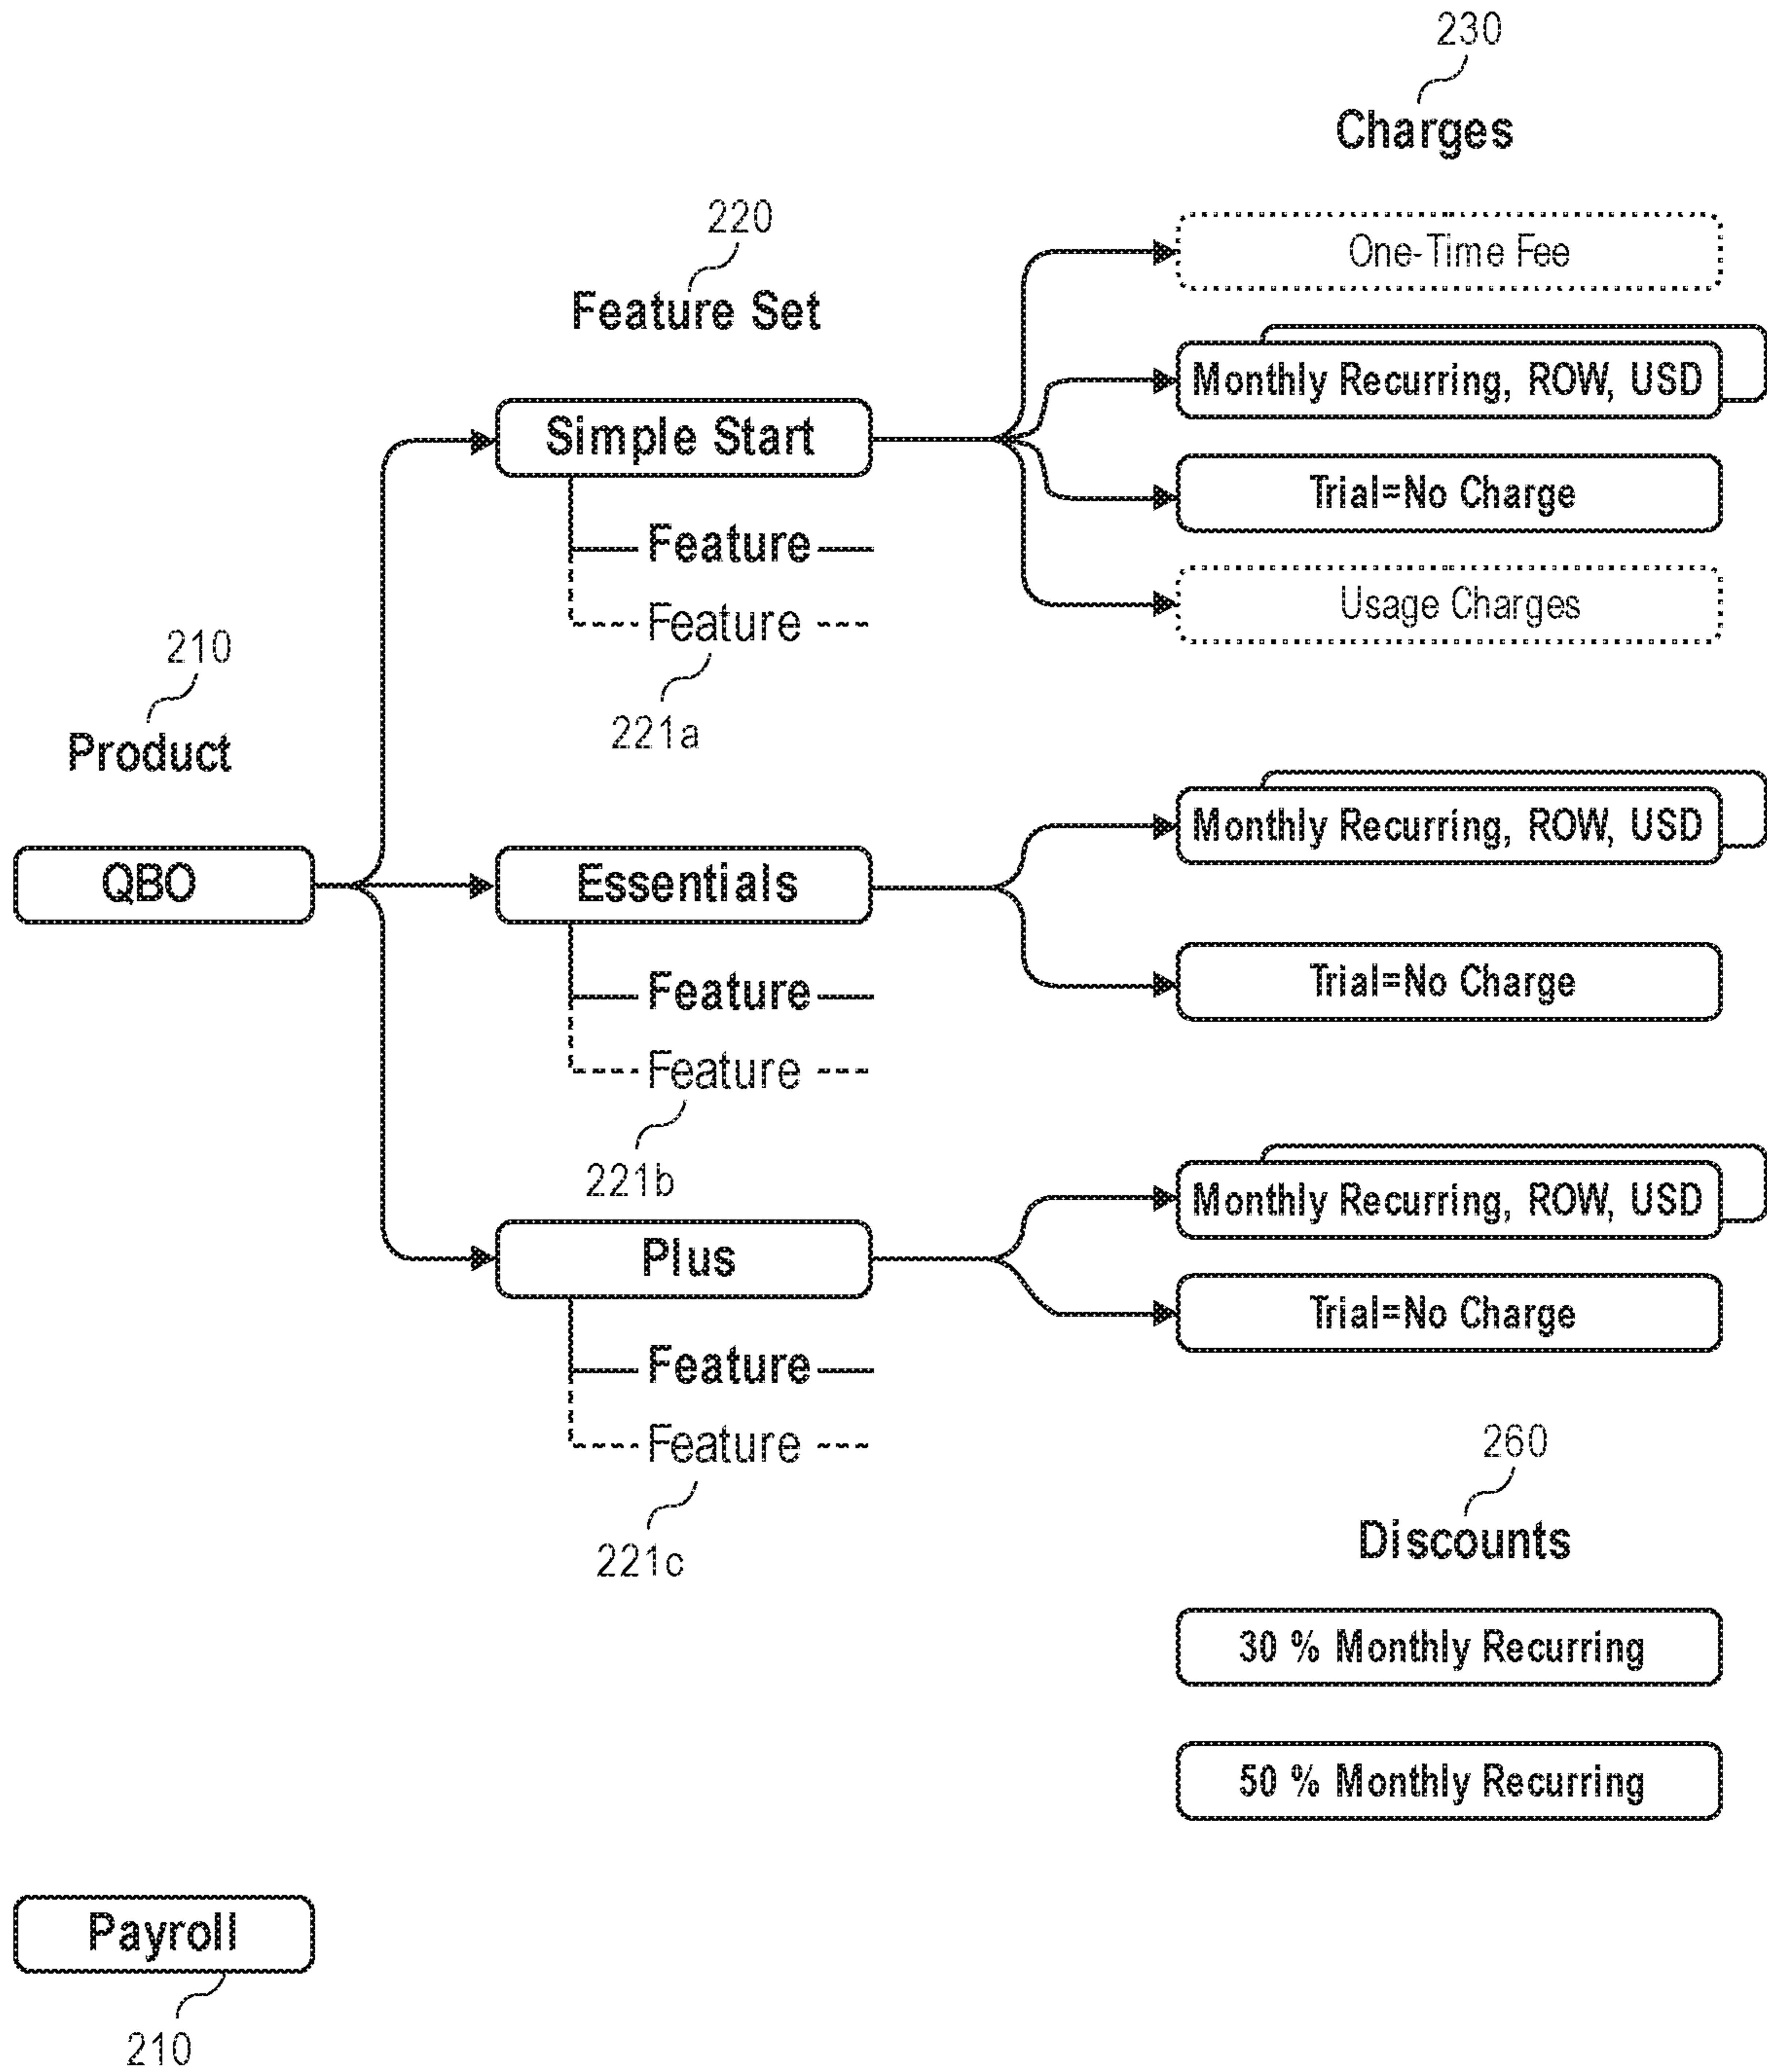 230
Charges
220
Feature Set
One-Time Fee
Monthly Recurring, ROW, USD
Simple Start
Trial=No Charge
Feature
Feature
Usage Charges
221a
210
Product
Monthly Recurring, ROW, USD
QBO
Essentials
Trial=No Charge
Feature
Feature
221b
Monthly Recurring, ROW, USD
Plus
Trial=No Charge
Feature
Feature
221c
260
Discounts
30 % Monthly Recurring
50 % Monthly Recurring
Payroll
210